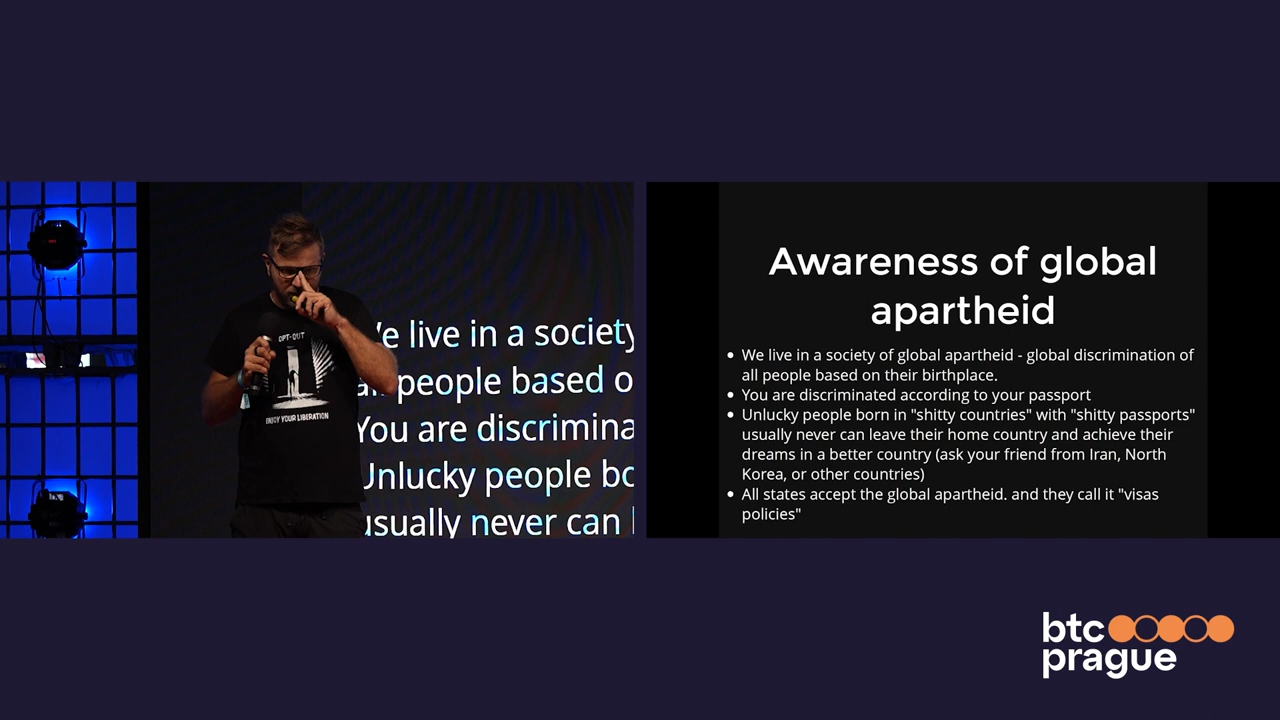 OPT-OUT
ENJOY YOUR LIBERATION
We live in a society
all people based o
You are discrimina
Unlucky people bo
usually never can
Awareness of global
apartheid
• We live in a society of global apartheid - global discrimination of
all people based on their birthplace.
• You are discriminated according to your passport
• Unlucky people born in "shitty countries" with "shitty passports"
usually never can leave their home country and achieve their
dreams in a better country (ask your friend from Iran, North
Korea, or other countries)
• All states accept the global apartheid. and they call it "visas
policies"
btc
prague